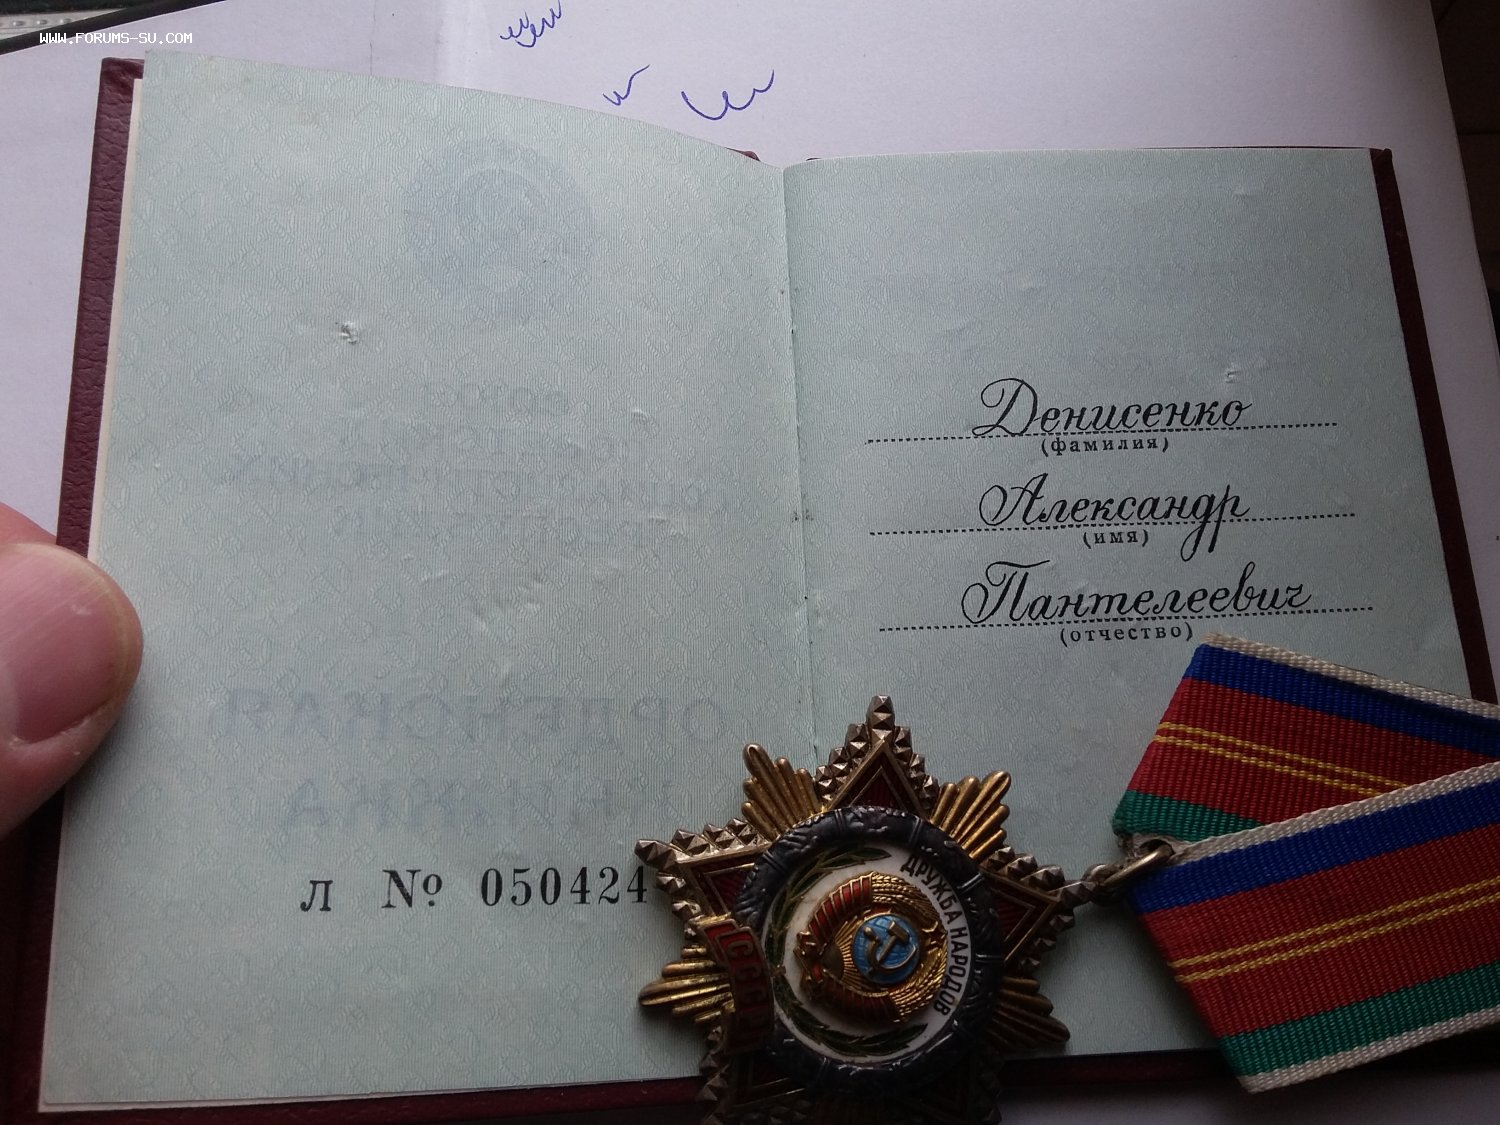 WWW.FORUMS-SU.COM
Денисенко
(фамилия)
Александр
(имя)
Пантелеевич
(отчество)
Л № 050424
ДРУЖБА НАРОДОВ
СССР